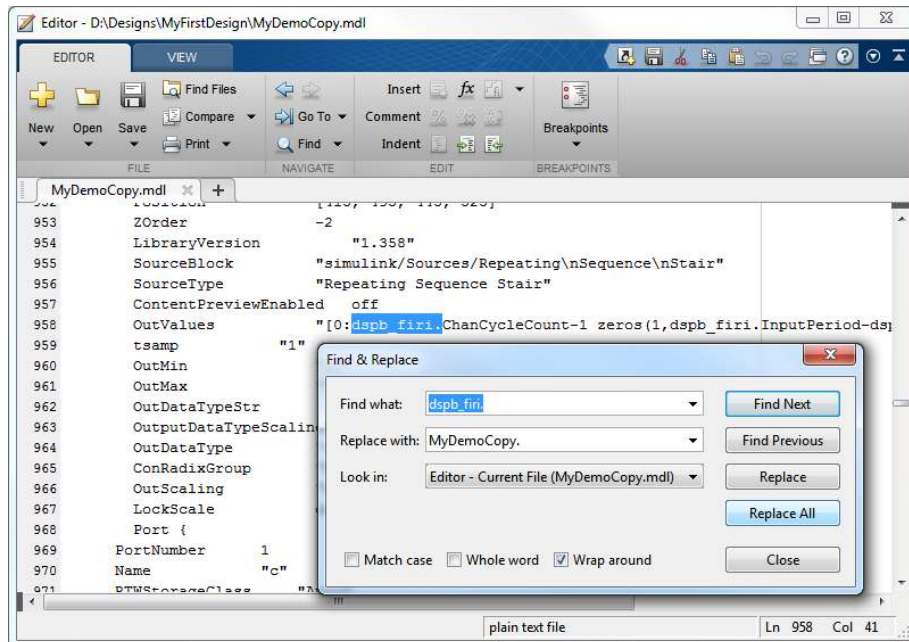 Editor - D:\Designs\MyFirstDesign\MyDemoCopy.mdl
EDITOR VIEW
New Open Save
Find Files
Compare
Print
Go To
Find
Insert fx
Comment
Indent
Breakpoints
FILE NAVIGATE EDIT BREAKPOINTS
MyDemoCopy.mdl
953 ZOrder -2
954 LibraryVersion "1.358"
955 SourceBlock "simulink/Sources/Repeating\nSequence\nStair"
956 SourceType "Repeating Sequence Stair"
957 ContentPreviewEnabled off
958 OutValues "[0:dspb_firi.ChanCycleCount-1 zeros(1,dspb_firi.InputPeriod-dsp
959 tsamp "1"
960 OutMin
961 OutMax
962 OutDataTypeStr
963 OutputDataTypeScaling
964 OutDataType
965 ConRadixGroup
966 OutScaling
967 LockScale
968 Port {
969 PortNumber 1
970 Name "c"
971 RTWStorageClass
Find & Replace
Find what: dspb_firi. Find Next
Replace with: MyDemoCopy. Find Previous
Look in: Editor - Current File (MyDemoCopy.mdl) Replace
Replace All
Match case Whole word Wrap around Close
plain text file Ln 958 Col 41